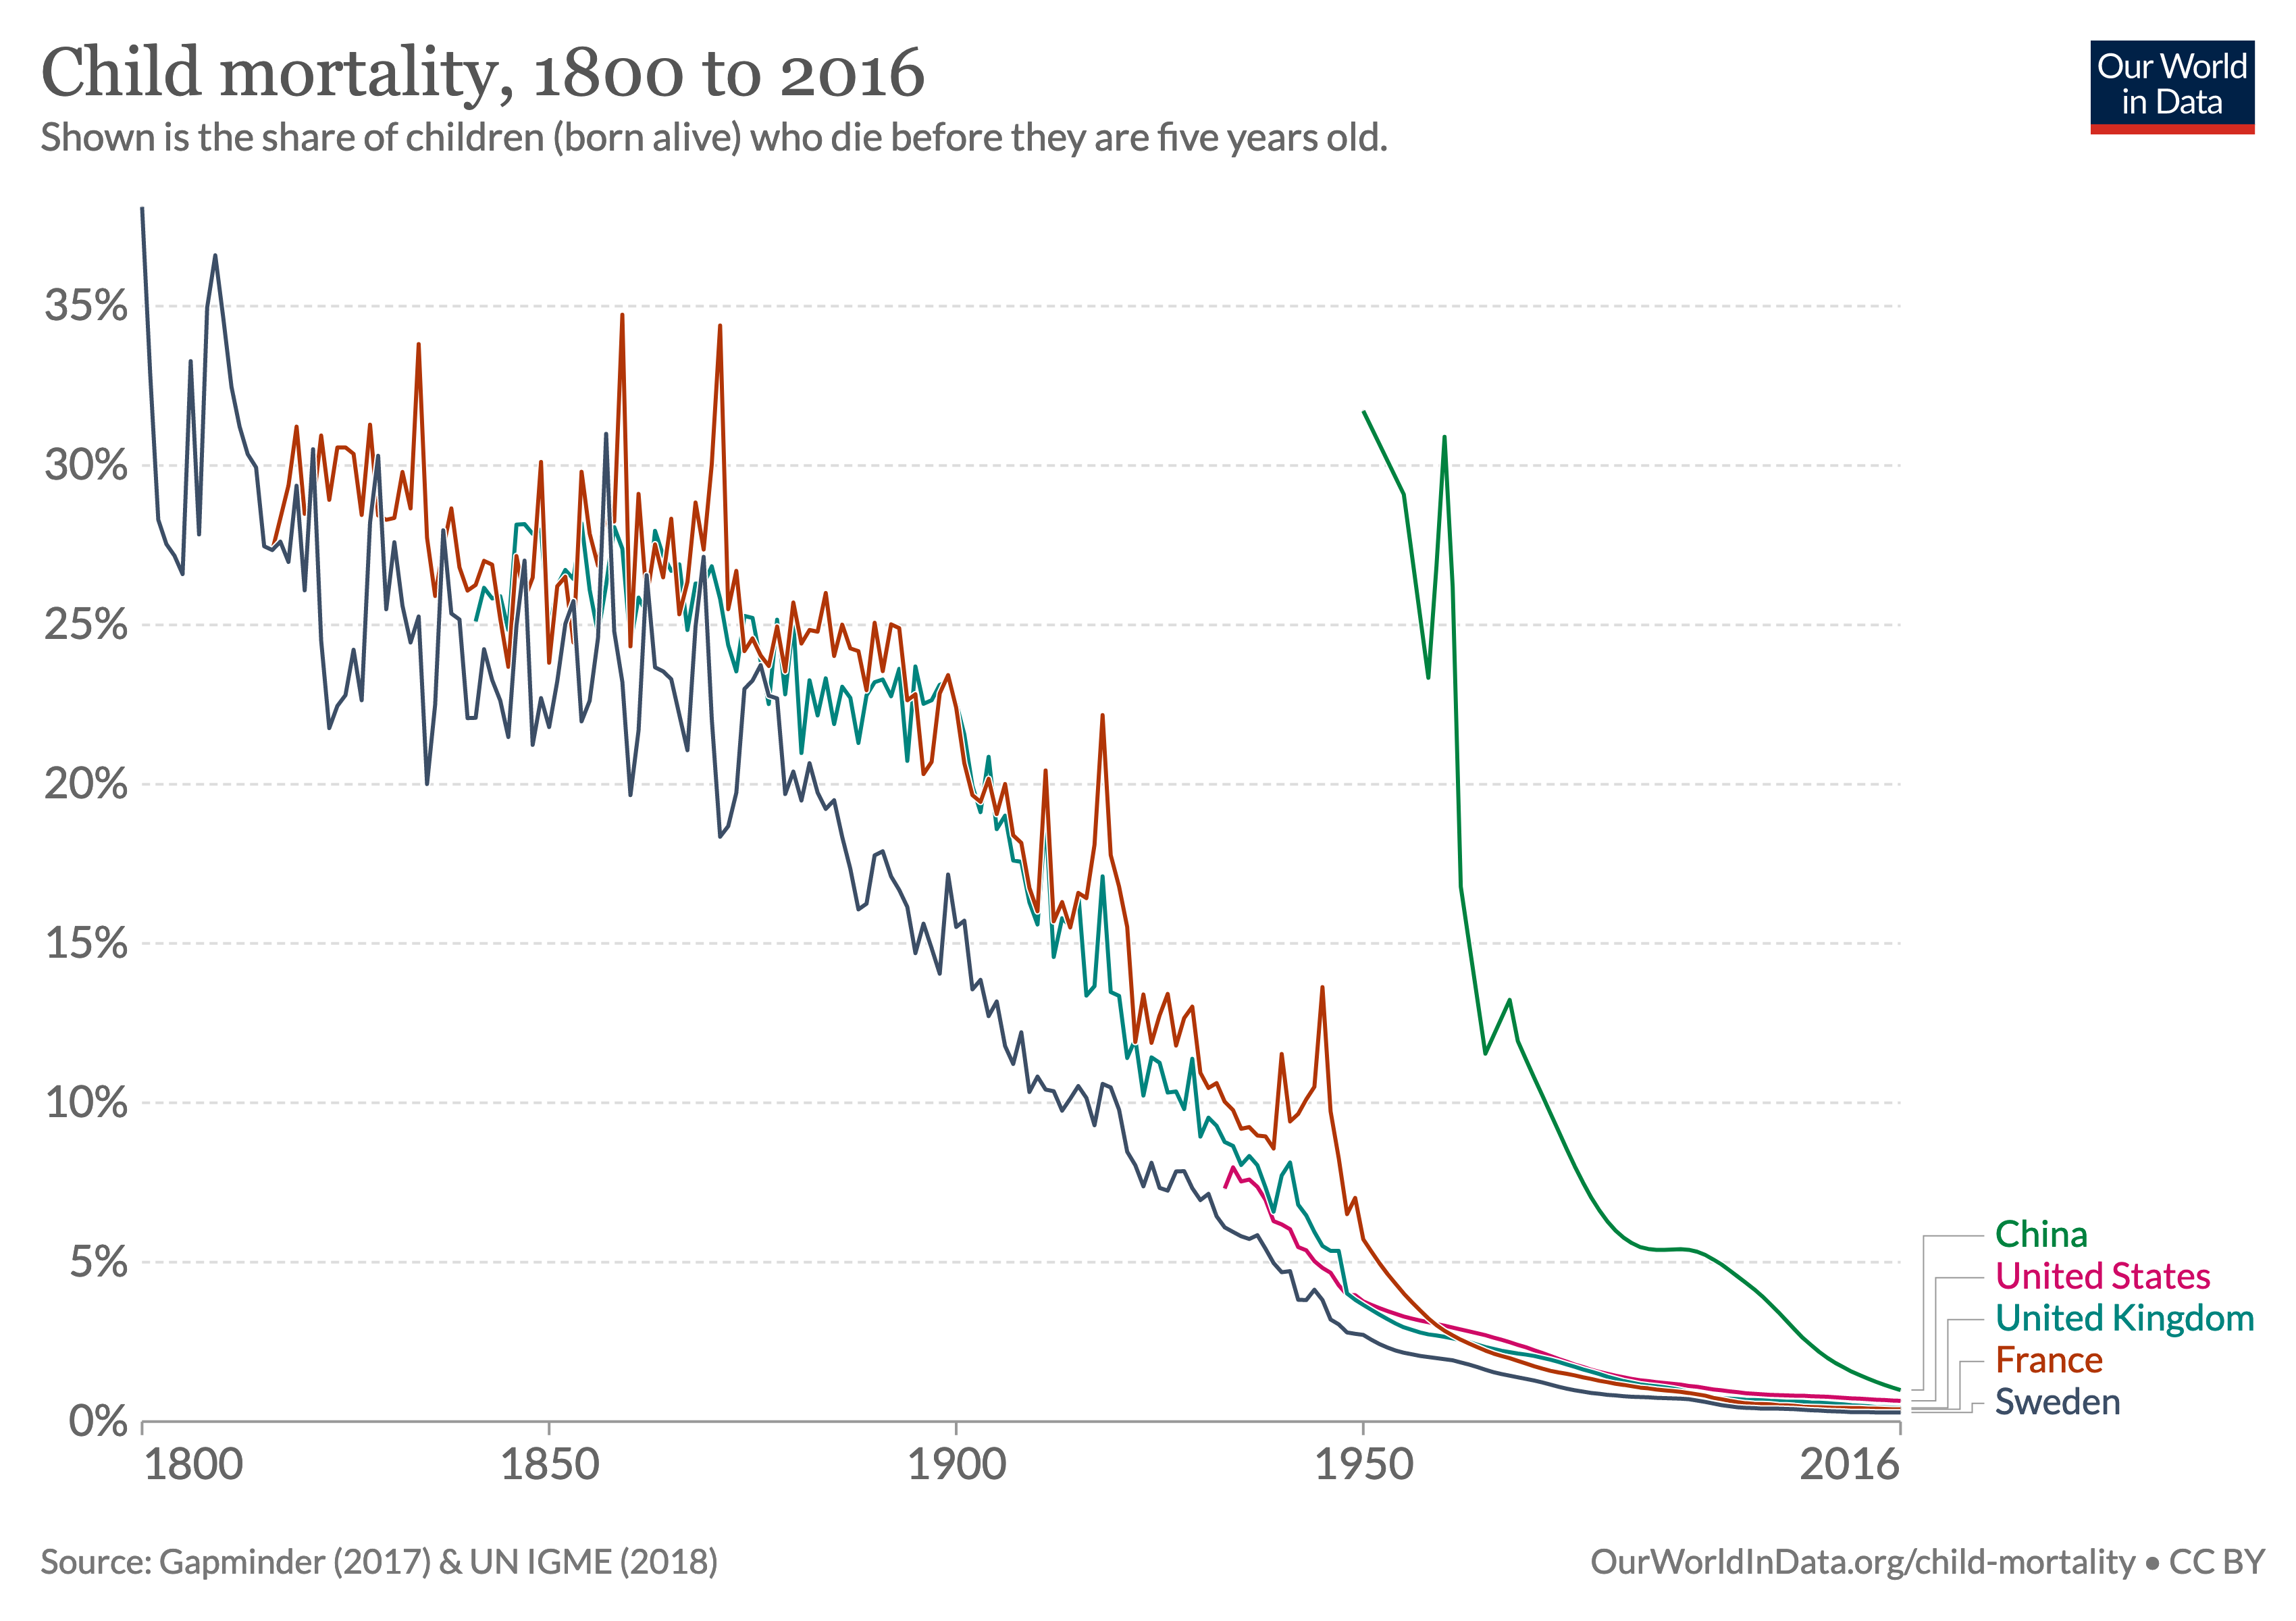 Child mortality, 1800 to 2016
Shown is the share of children (born alive) who die before they are five years old.
Our World
in Data
35%
30%
25%
20%
15%
10%
5%
0%
1800
1850
1900
1950
2016
China
United States
United Kingdom
France
Sweden
Source: Gapminder (2017) & UN IGME (2018)
OurWorldInData.org/child-mortality • CC BY